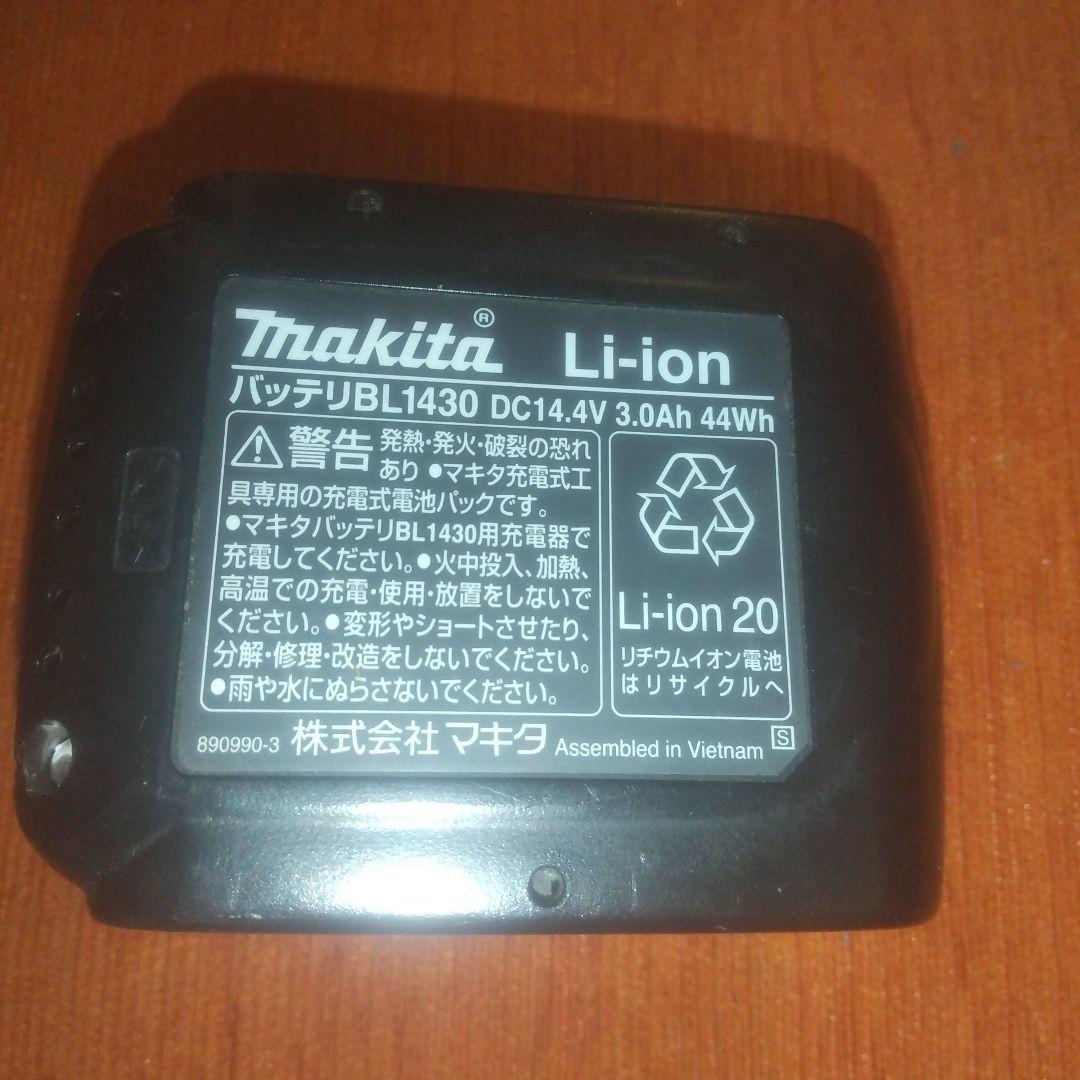 makita® Li-ion
バッテリBL1430 DC14.4V 3.0Ah 44Wh
警告 発熱・発火・破裂の恐れ
あり ●マキタ充電式工
具専用の充電式電池パックです。
●マキタバッテリBL1430用充電器で
充電してください。●火中投入、加熱、
高温での充電・使用・放置をしないで
ください。●変形やショートさせたり、
分解・修理・改造をしないでください。
●雨や水にぬらさないでください。
Li-ion 20
リチウムイオン電池
はリサイクルへ
890990-3 株式会社 マキタ Assembled in Vietnam S